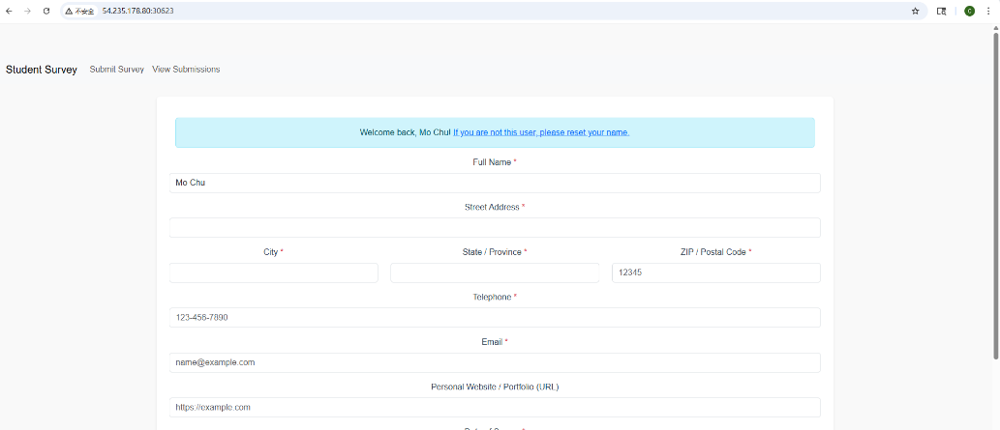 不安全 54.235.178.80:30623
C
Student Survey Submit Survey View Submissions
Welcome back, Mo Chu! If you are not this user, please reset your name.
Full Name *
Mo Chu
Street Address *
City * State / Province * ZIP / Postal Code *
12345
Telephone *
123-456-7890
Email *
name@example.com
Personal Website / Portfolio (URL)
https://example.com